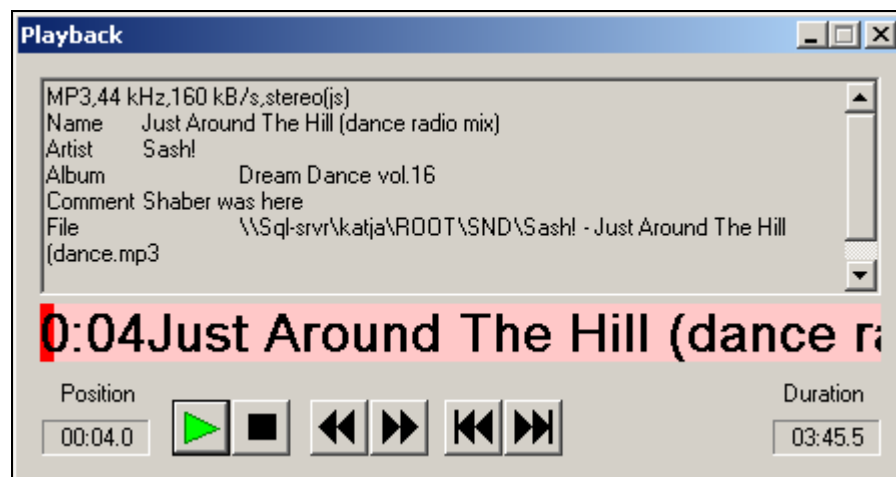 Playback
MP3,44 kHz,160 kB/s,stereo(js)
Name Just Around The Hill (dance radio mix)
Artist Sash!
Album Dream Dance vol.16
Comment Shaber was here
File \\Sql-srvr\katja\ROOT\SND\Sash! - Just Around The Hill
(dance.mp3
0:04Just Around The Hill (dance ra
Position
Duration
00:04.0
03:45.5